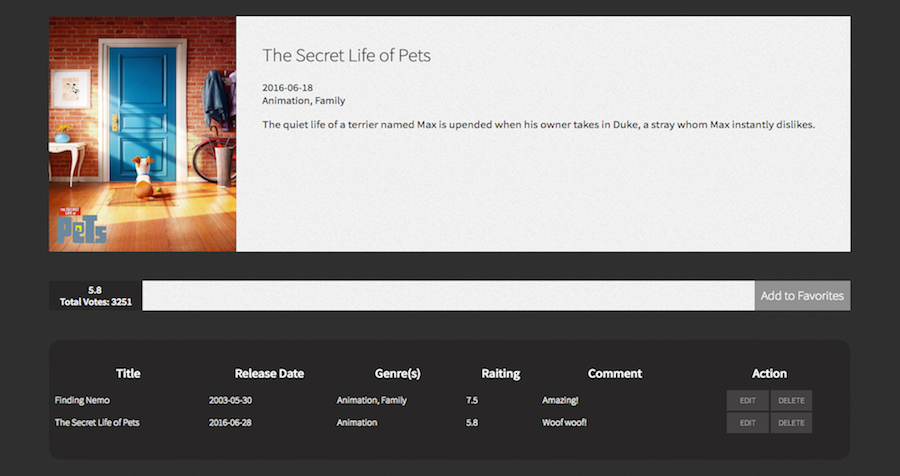 The Secret Life of Pets
2016-06-18
Animation, Family
The quiet life of a terrier named Max is upended when his owner takes in Duke, a stray whom Max instantly dislikes.
THE SECRET
LIFE OF
PeTs
5.8
Total Votes: 3251
Add to Favorites
Title Release Date Genre(s) Raiting Comment Action
Finding Nemo 2003-05-30 Animation, Family 7.5 Amazing! EDIT DELETE
The Secret Life of Pets 2016-06-28 Animation 5.8 Woof woof! EDIT DELETE